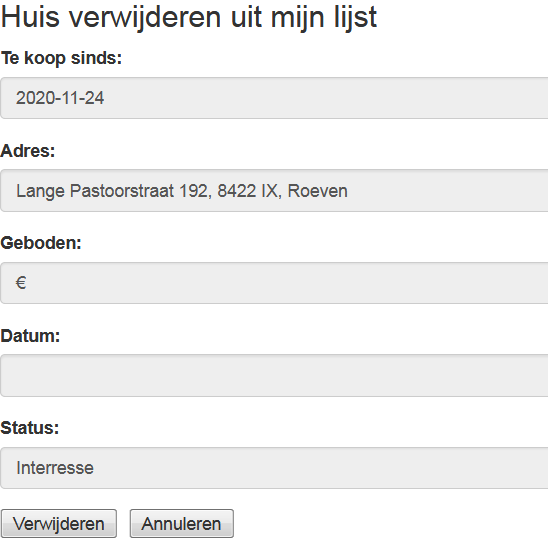 Huis verwijderen uit mijn lijst
Te koop sinds:
2020-11-24
Adres:
Lange Pastoorstraat 192, 8422 IX, Roeven
Geboden:
€
Datum:
Status:
Interresse
Verwijderen Annuleren